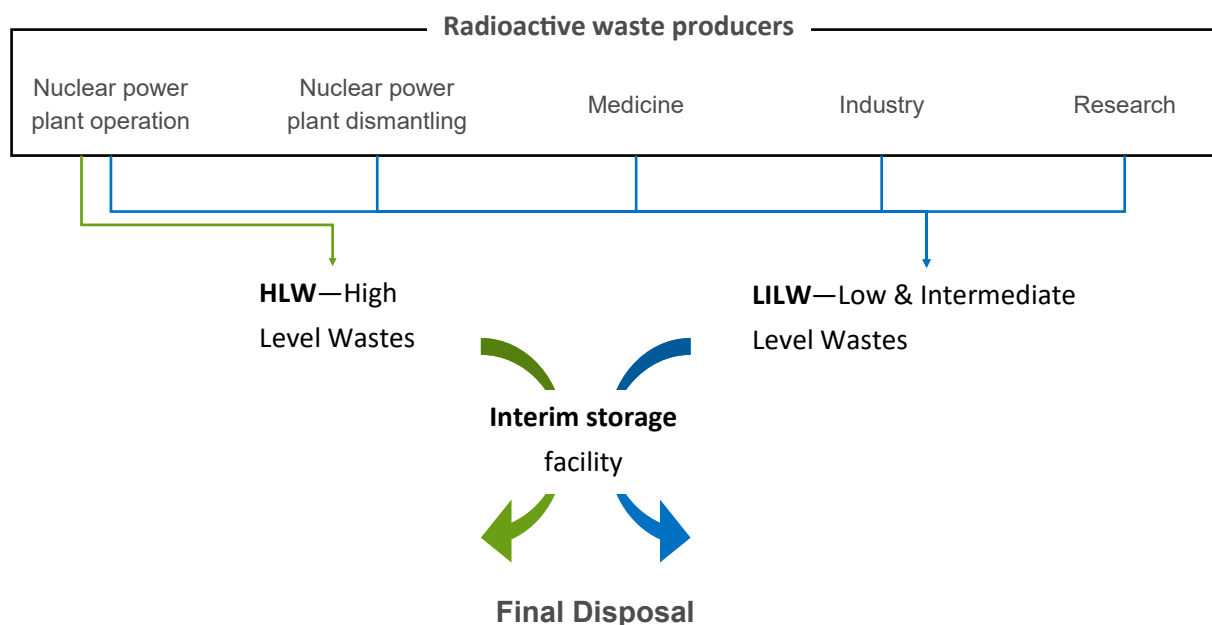 Radioactive waste producers
Nuclear power
plant operation
Nuclear power
plant dismantling
Medicine
Industry
Research
HLW—High
Level Wastes
LILW—Low & Intermediate
Level Wastes
Interim storage
facility
Final Disposal